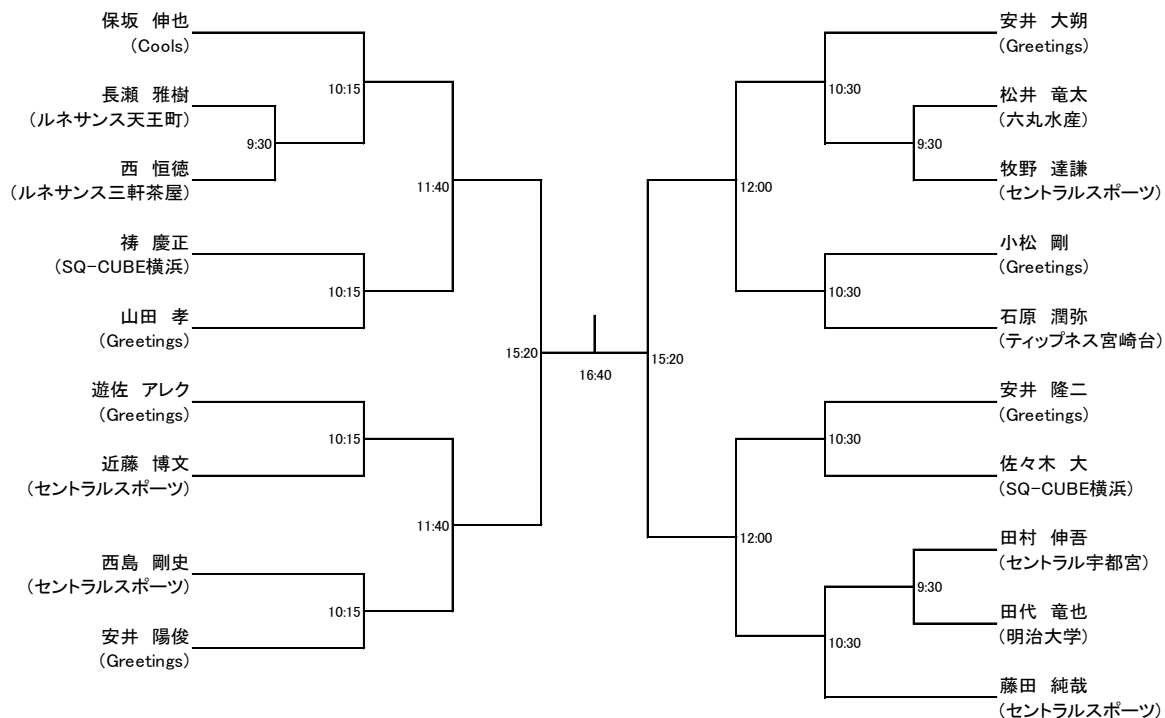 保坂 伸也
(Cools)
長瀬 雅樹
(ルネサンス天王町)
西 恒徳
(ルネサンス三軒茶屋)
祷 慶正
(SQ-CUBE横浜)
山田 孝
(Greetings)
遊佐 アレク
(Greetings)
近藤 博文
(セントラルスポーツ)
西島 剛史
(セントラルスポーツ)
安井 陽俊
(Greetings)
9:30
10:15
10:15
10:15
10:15
11:40
11:40
15:20
16:40
15:20
12:00
12:00
10:30
10:30
10:30
10:30
9:30
9:30
安井 大朔
(Greetings)
松井 竜太
(六丸水産)
牧野 達謙
(セントラルスポーツ)
小松 剛
(Greetings)
石原 潤弥
(ティップネス宮崎台)
安井 隆二
(Greetings)
佐々木 大
(SQ-CUBE横浜)
田村 伸吾
(セントラル宇都宮)
田代 竜也
(明治大学)
藤田 純哉
(セントラルスポーツ)